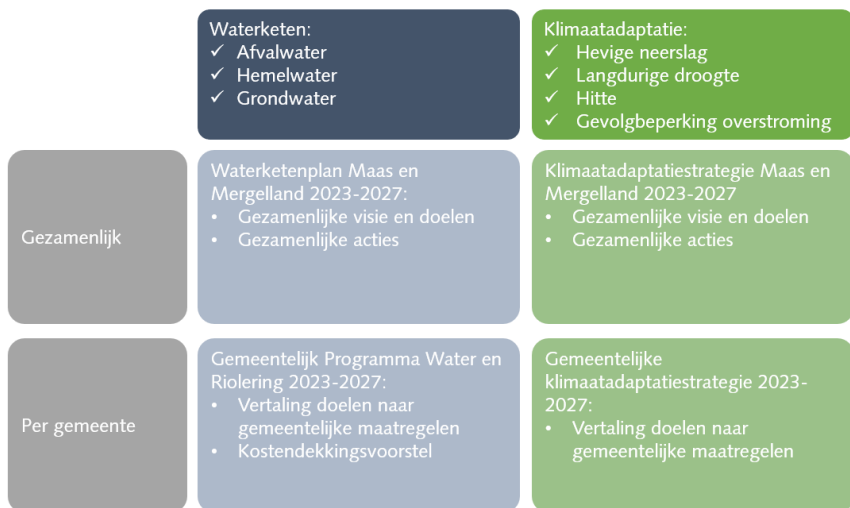 Waterketen:
✓ Afvalwater
✓ Hemelwater
✓ Grondwater
Klimaatadaptatie:
✓ Hevige neerslag
✓ Langdurige droogte
✓ Hitte
✓ Gevolgbeperking overstroming
Gezamenlijk
Waterketenplan Maas en
Mergelland 2023-2027:
• Gezamenlijke visie en doelen
• Gezamenlijke acties
Klimaatadaptatiestrategie Maas en
Mergelland 2023-2027
• Gezamenlijke visie en doelen
• Gezamenlijke acties
Per gemeente
Gemeentelijk Programma Water en
Riolering 2023-2027:
• Vertaling doelen naar
gemeentelijke maatregelen
• Kostendekkingsvoorstel
Gemeentelijke
klimaatadaptatiestrategie 2023-
2027:
• Vertaling doelen naar
gemeentelijke maatregelen